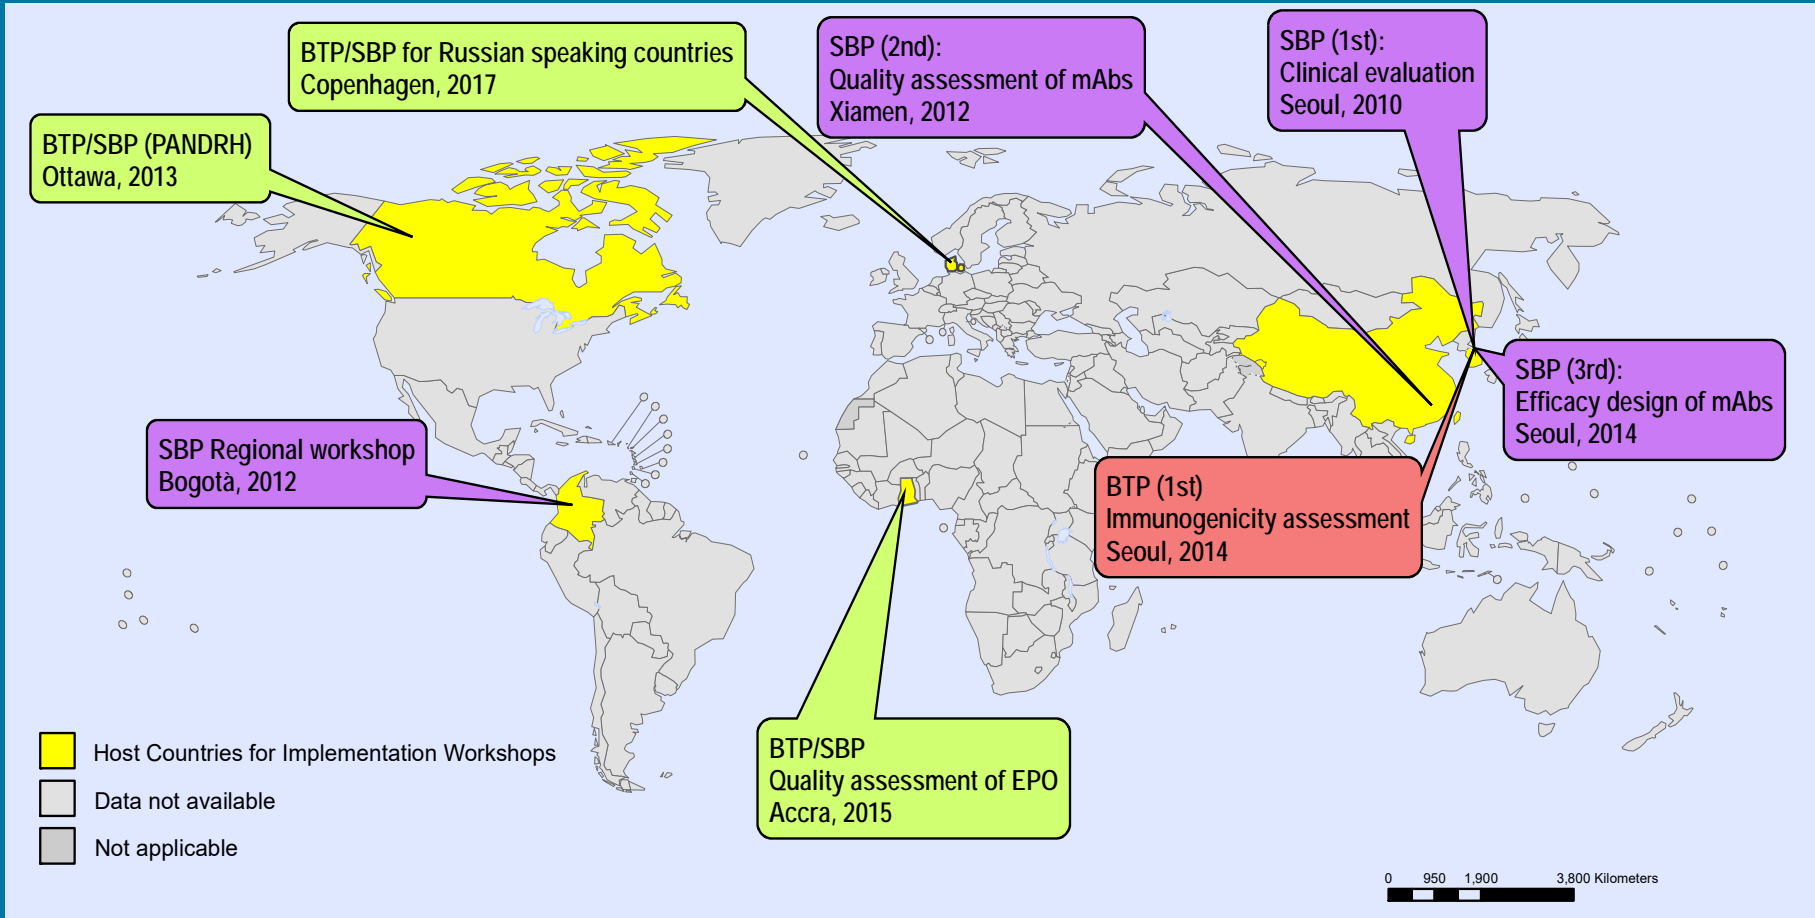 BTP/SBP for Russian speaking countries
Copenhagen, 2017
SBP (2nd):
Quality assessment of mAbs
Xiamen, 2012
SBP (1st):
Clinical evaluation
Seoul, 2010
BTP/SBP (PANDRH)
Ottawa, 2013
SBP (3rd):
Efficacy design of mAbs
Seoul, 2014
SBP Regional workshop
Bogotà, 2012
BTP (1st)
Immunogenicity assessment
Seoul, 2014
BTP/SBP
Quality assessment of EPO
Accra, 2015
Host Countries for Implementation Workshops
Data not available
Not applicable
0 950 1,900 3,800 Kilometers